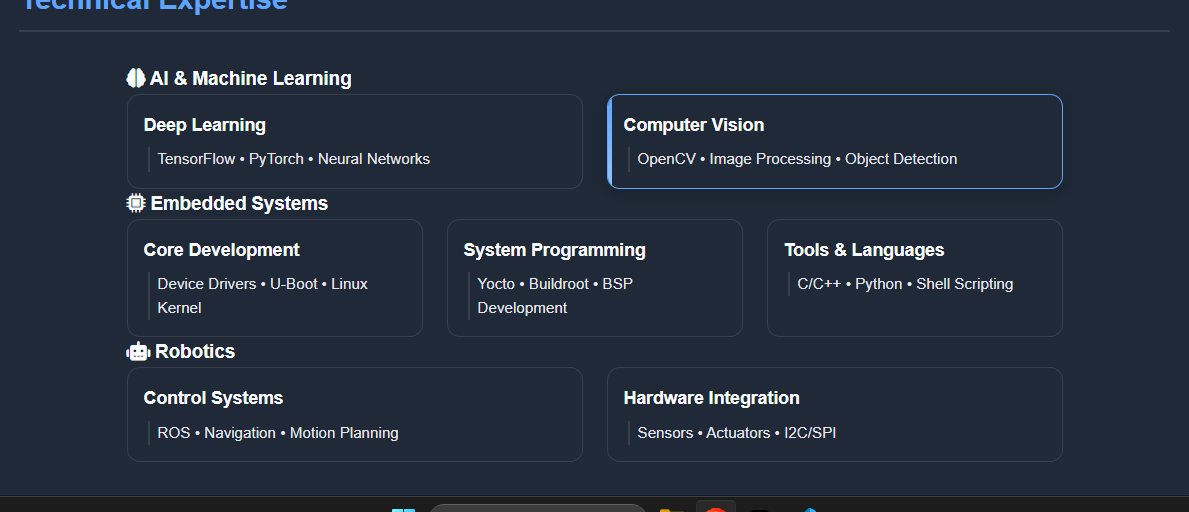 Technical Expertise
AI & Machine Learning
Deep Learning
TensorFlow • PyTorch • Neural Networks
Computer Vision
OpenCV • Image Processing • Object Detection
Embedded Systems
Core Development
Device Drivers • U-Boot • Linux
Kernel
System Programming
Yocto • Buildroot • BSP
Development
Tools & Languages
C/C++ • Python • Shell Scripting
Robotics
Control Systems
ROS • Navigation • Motion Planning
Hardware Integration
Sensors • Actuators • I2C/SPI